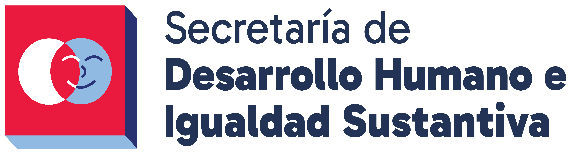 Secretaría de
Desarrollo Humano e
Igualdad Sustantiva